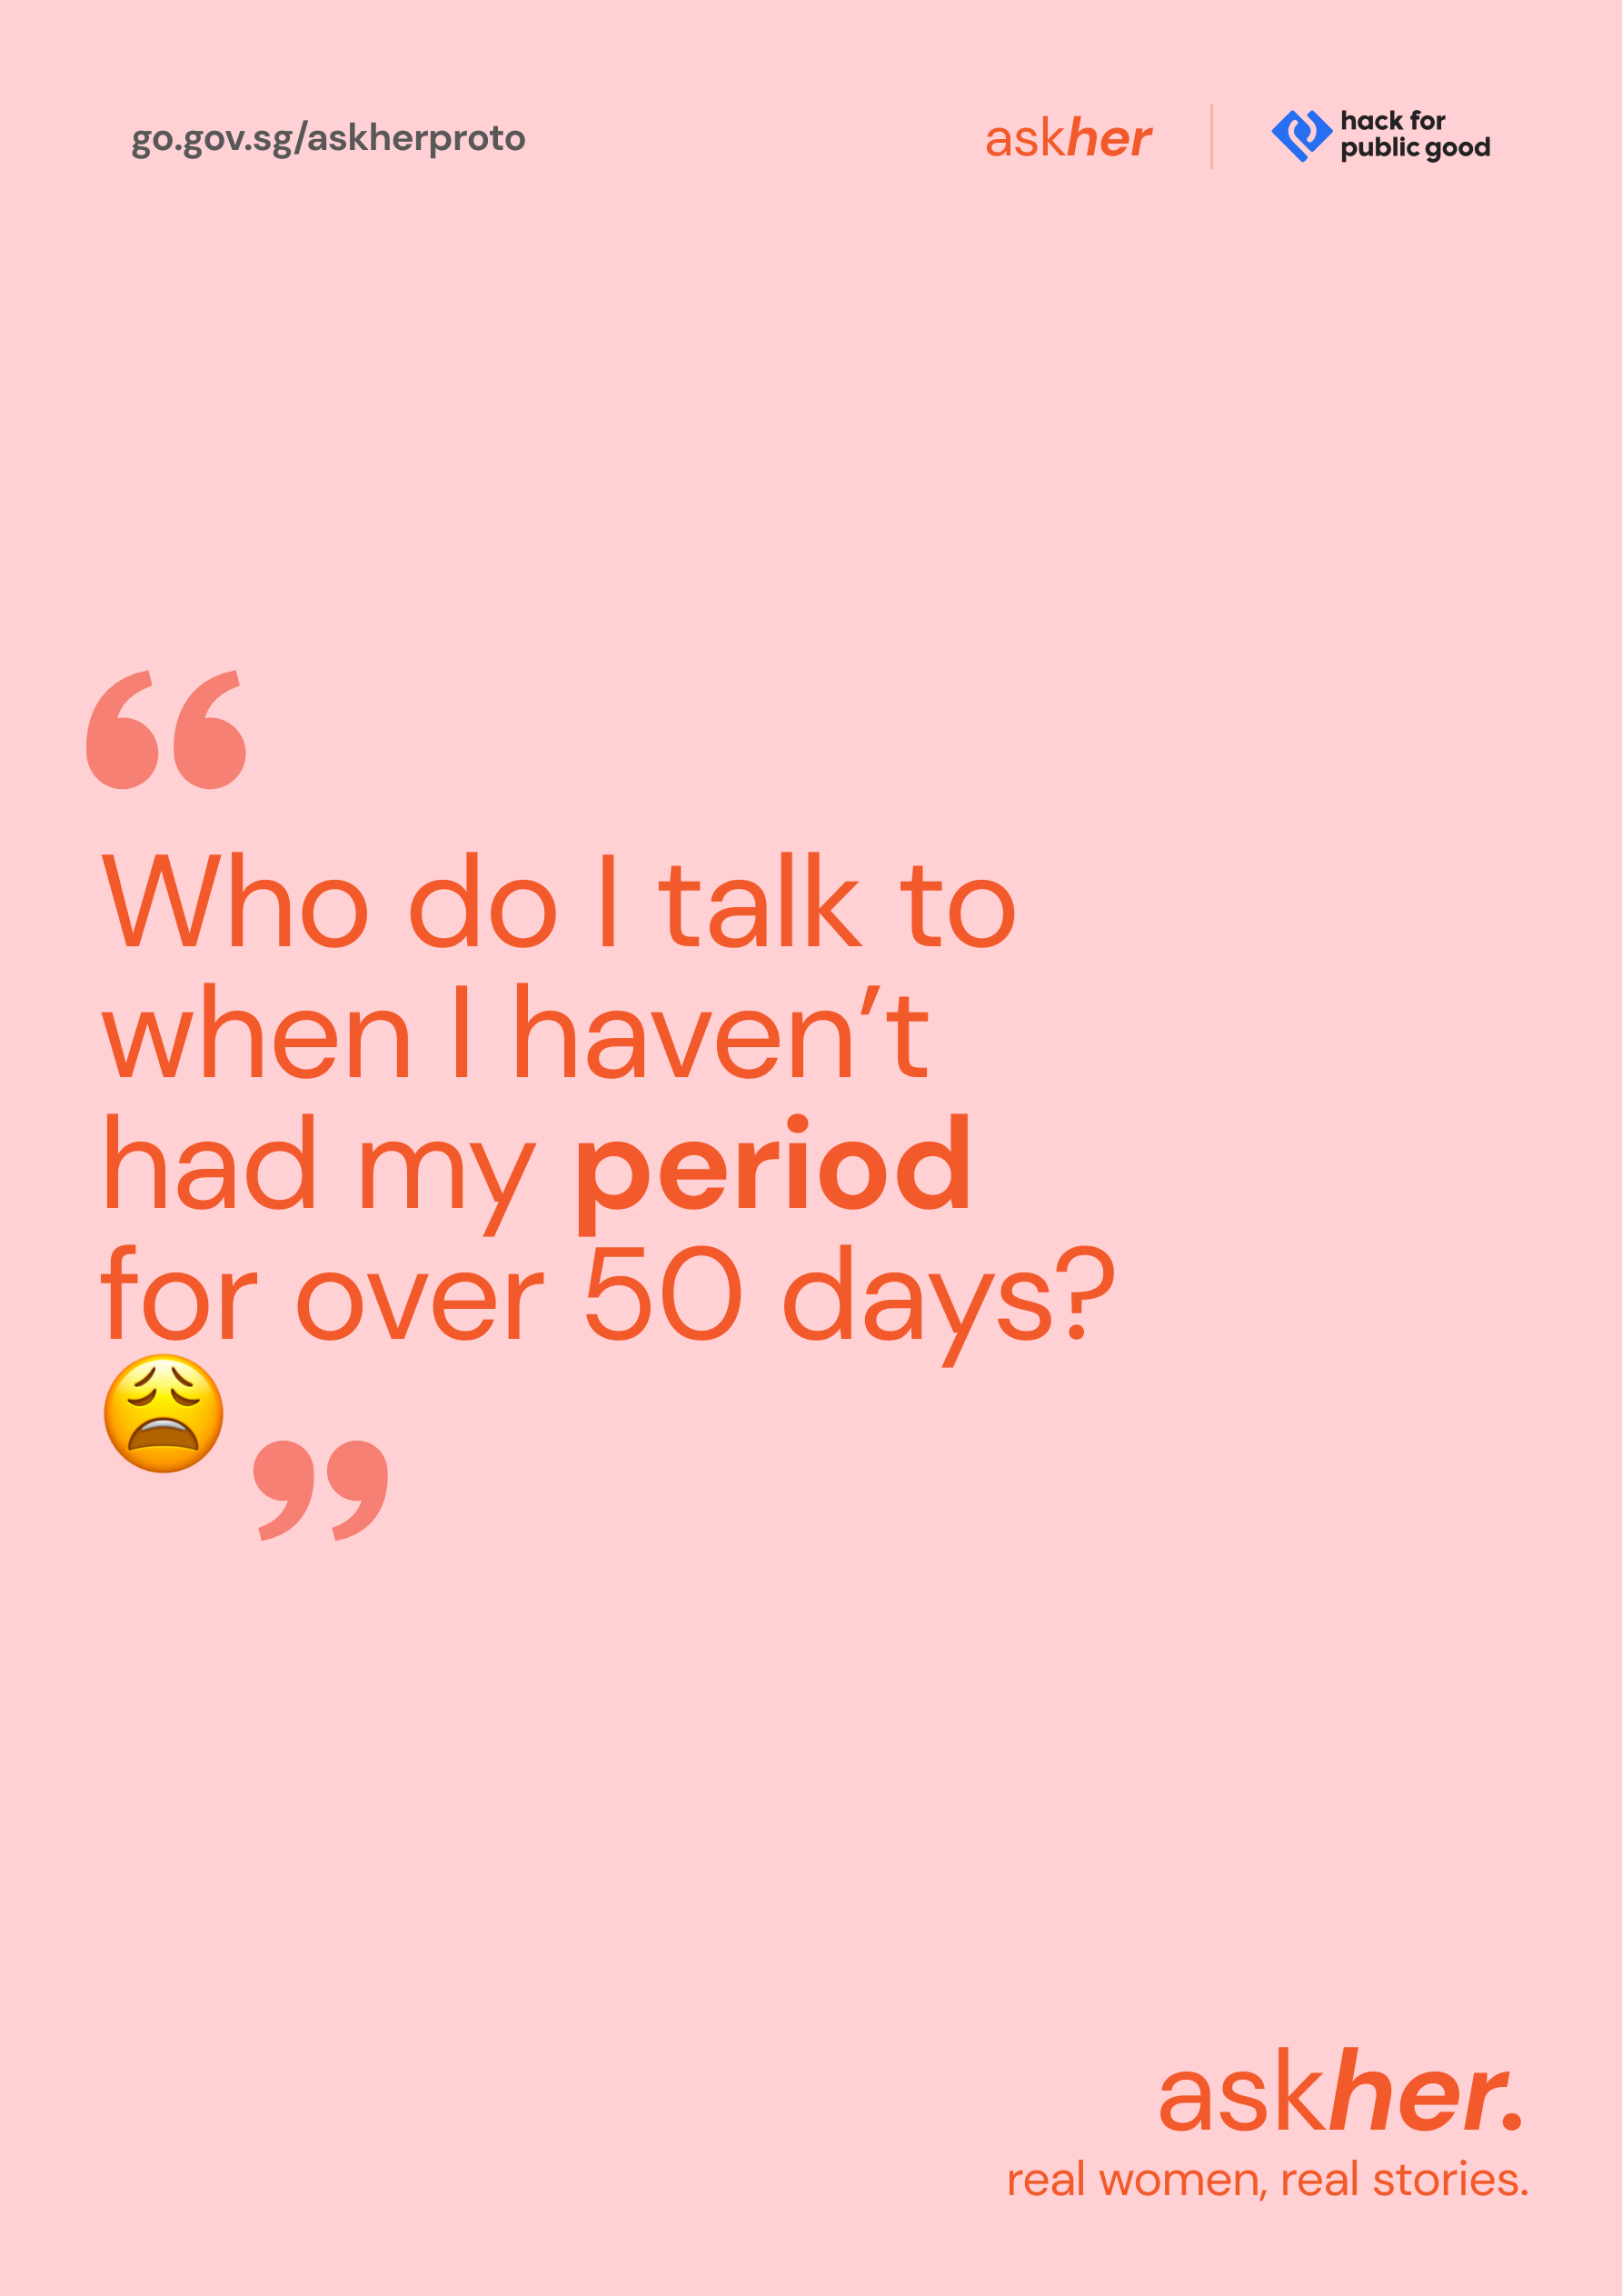 go.gov.sg/askherproto
askher
hack for
public good
“
Who do I talk to
when I haven’t
had my period
for over 50 days?
😩 ”
askher.
real women, real stories.